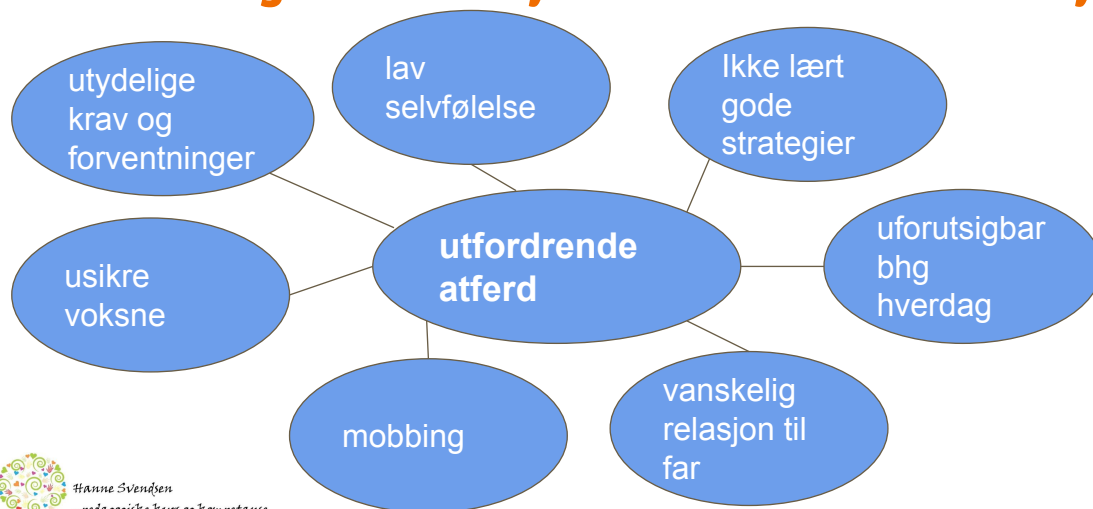 utydelige
krav og
forventninger
lav
selvfølelse
Ikke lært
gode
strategier
utfordrende
atferd
uforutsigbar
bhg
hverdag
usikre
voksne
mobbing
vanskelig
relasjon til
far
Hanne Svendsen